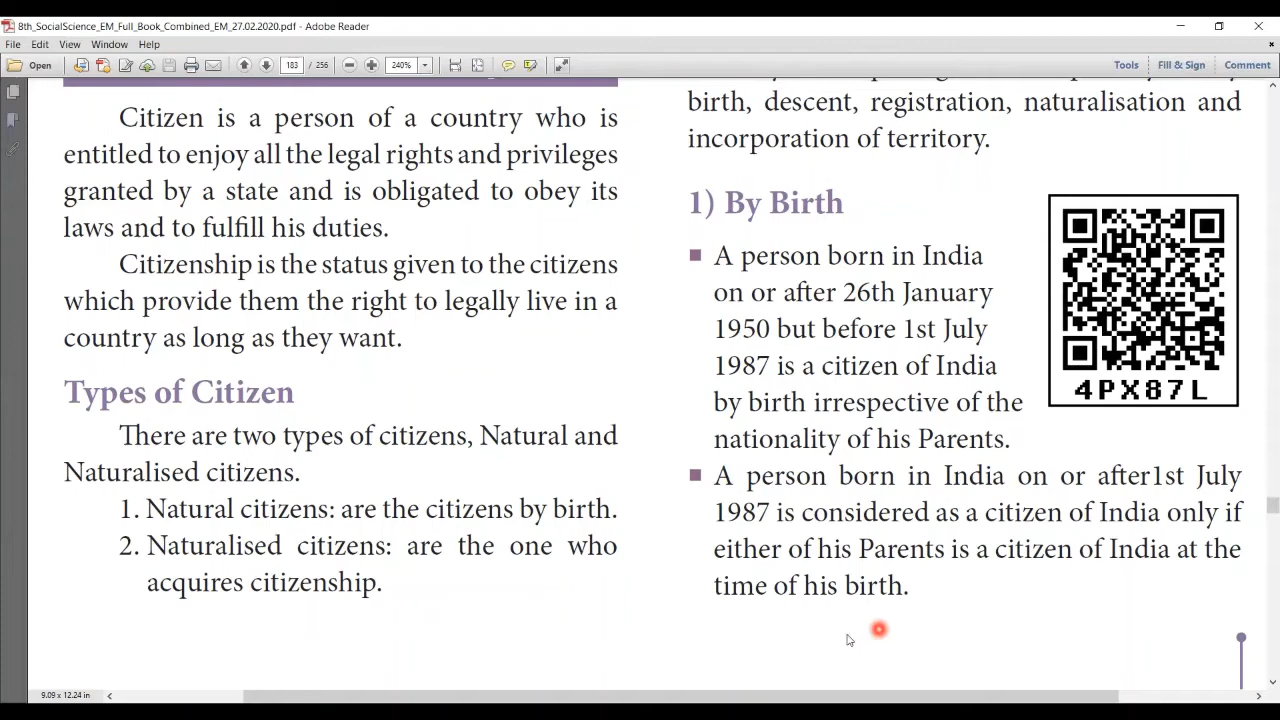 8th_SocialScience_EM_Full_Book_Combined_EM_27.02.2020.pdf - Adobe Reader
File Edit View Window Help
Open 183 / 256 240% Tools Fill & Sign Comment
Citizen is a person of a country who is
entitled to enjoy all the legal rights and privileges
granted by a state and is obligated to obey its
laws and to fulfill his duties.
Citizenship is the status given to the citizens
which provide them the right to legally live in a
country as long as they want.
Types of Citizen
There are two types of citizens, Natural and
Naturalised citizens.
1. Natural citizens: are the citizens by birth.
2. Naturalised citizens: are the one who
acquires citizenship.
birth, descent, registration, naturalisation and
incorporation of territory.
1) By Birth
A person born in India
on or after 26th January
1950 but before 1st July
1987 is a citizen of India
by birth irrespective of the
nationality of his Parents.
4PX87L
A person born in India on or after1st July
1987 is considered as a citizen of India only if
either of his Parents is a citizen of India at the
time of his birth.
9.09 x 12.24 in